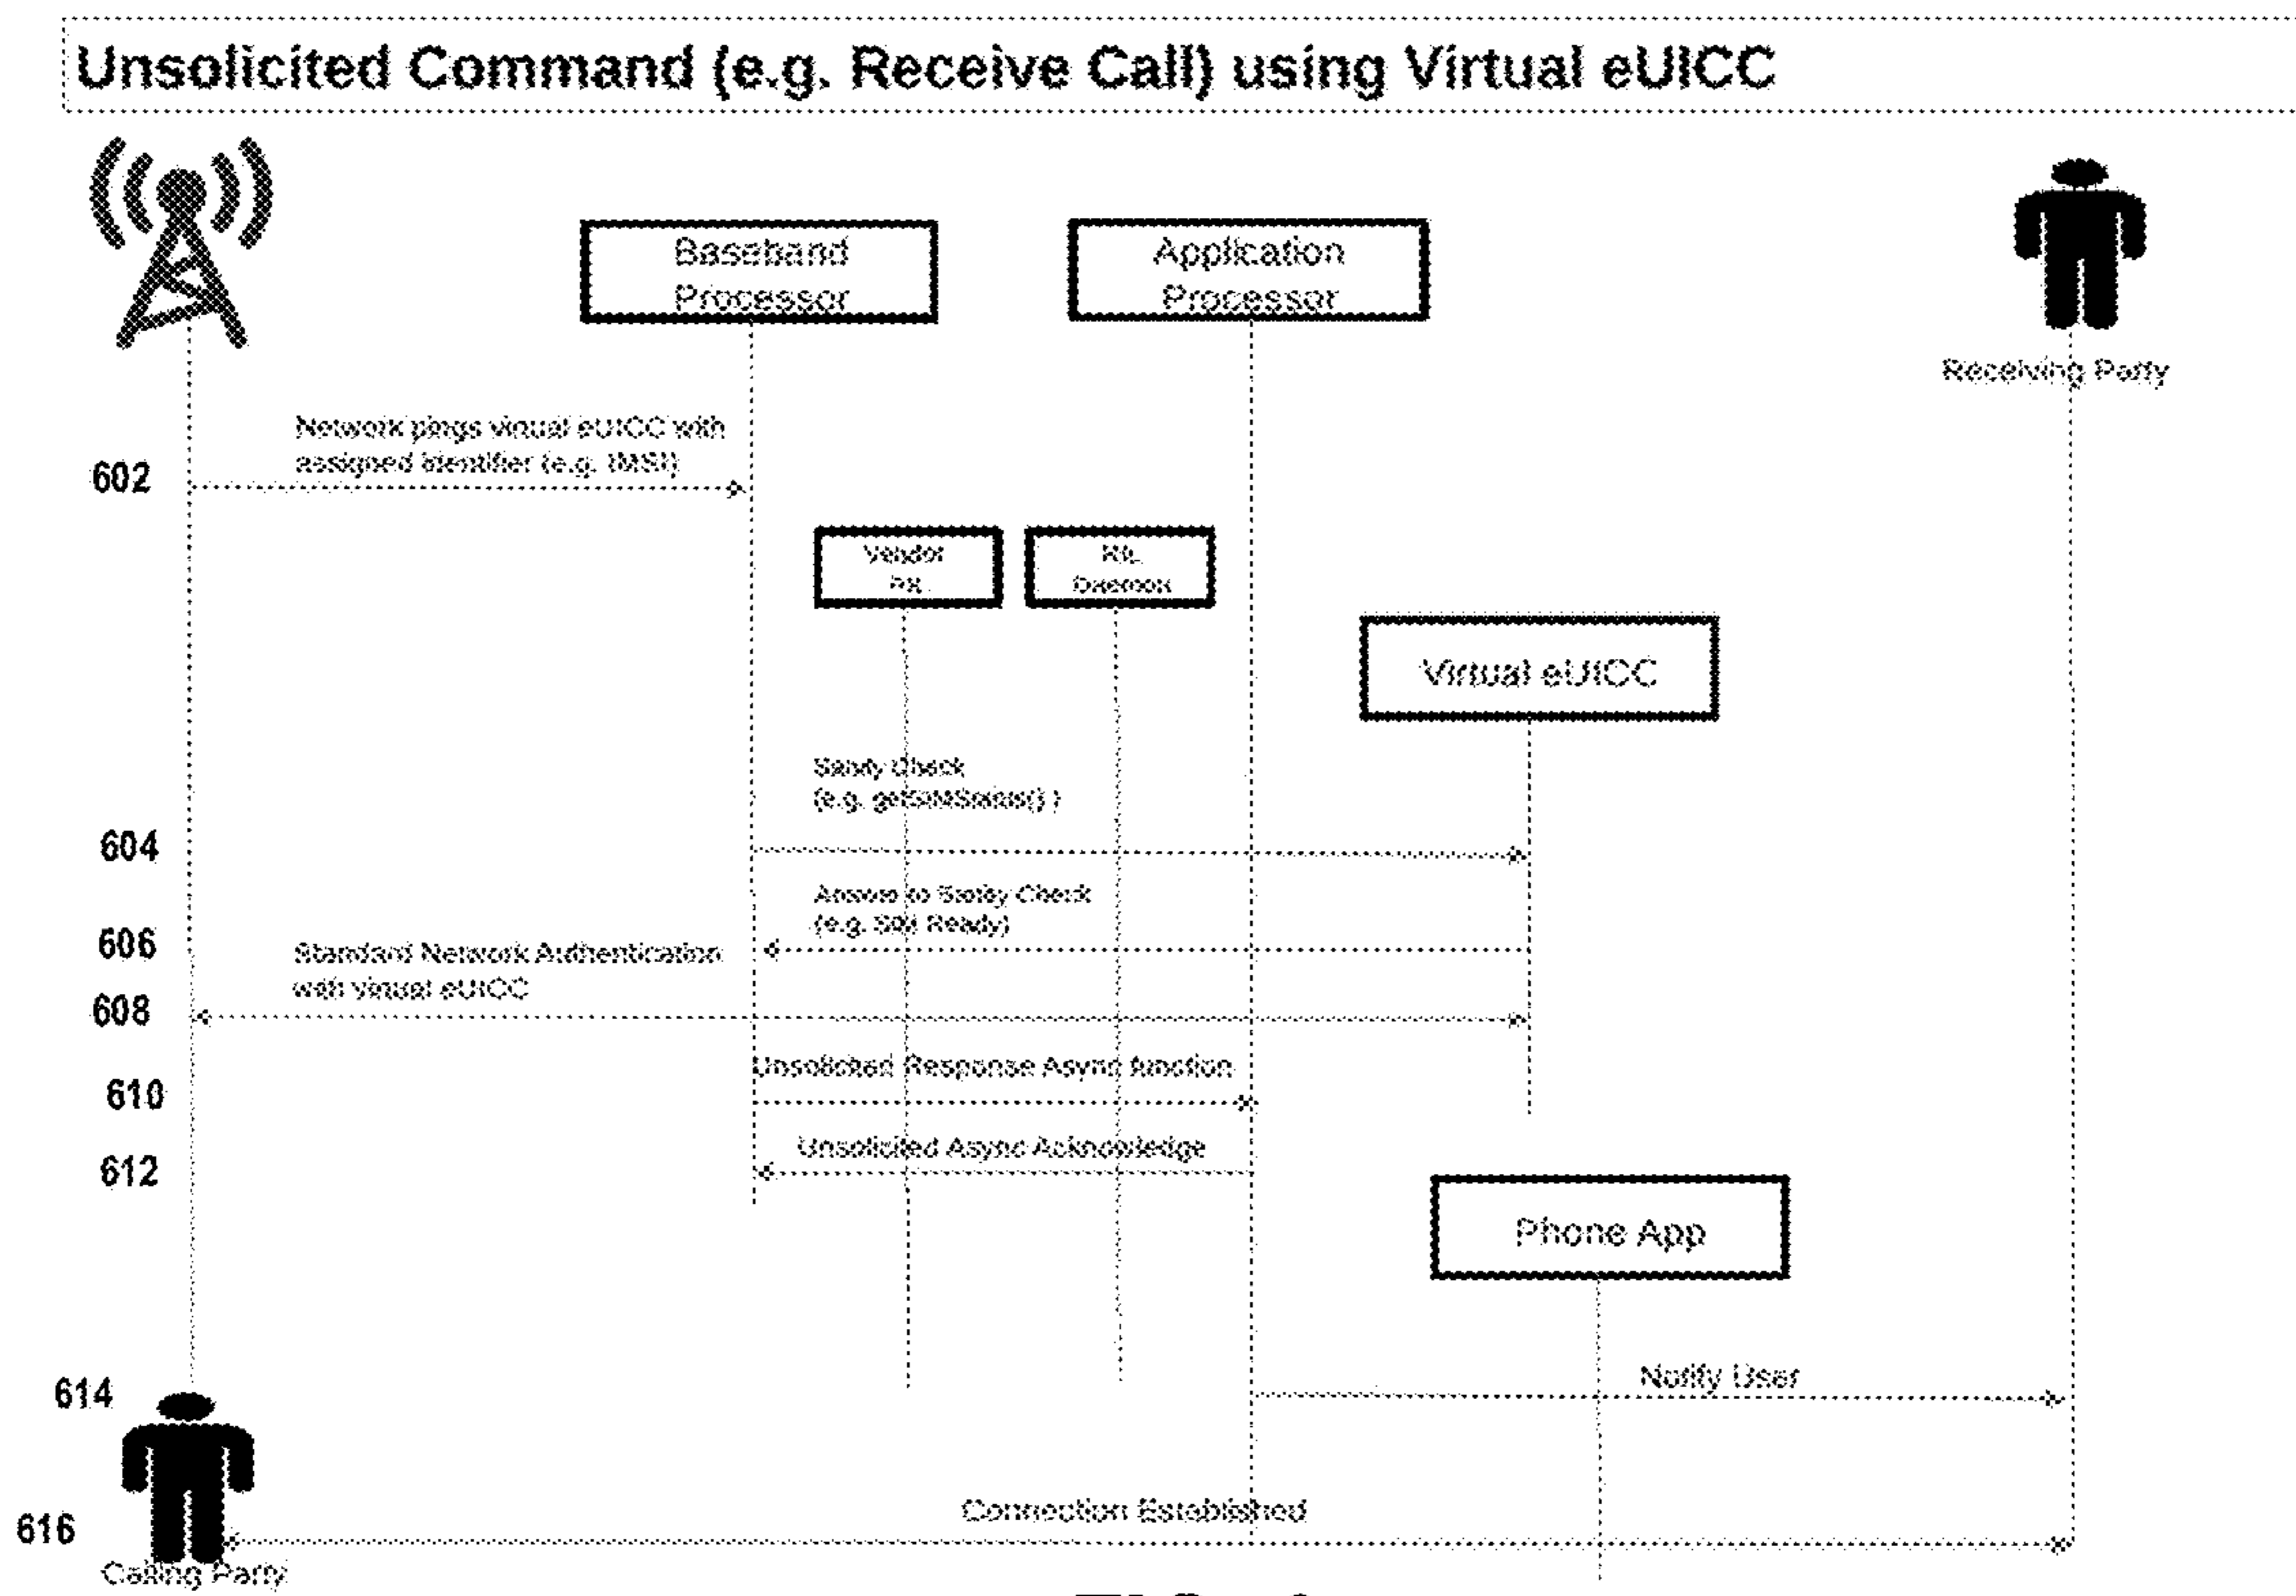 Unsolicited Command (e.g. Receive Call) using Virtual eUICC
Baseband
Processor
Application
Processor
Receiving Party
Network pings virtual eUICC with
assigned identifier (e.g. IMSI)
602
Vendor
RIL
RIL
Daemon
Virtual eUICC
Sanity Check
(e.g. getSIMStatus() )
604
Answer to Sanity Check
(e.g. SIM Ready)
606
Standard Network Authentication
with virtual eUICC
608
Unsolicited Response Async function
610
Unsolicited Async Acknowledge
612
Phone App
614
Notify User
Connection Established
616
Calling Party